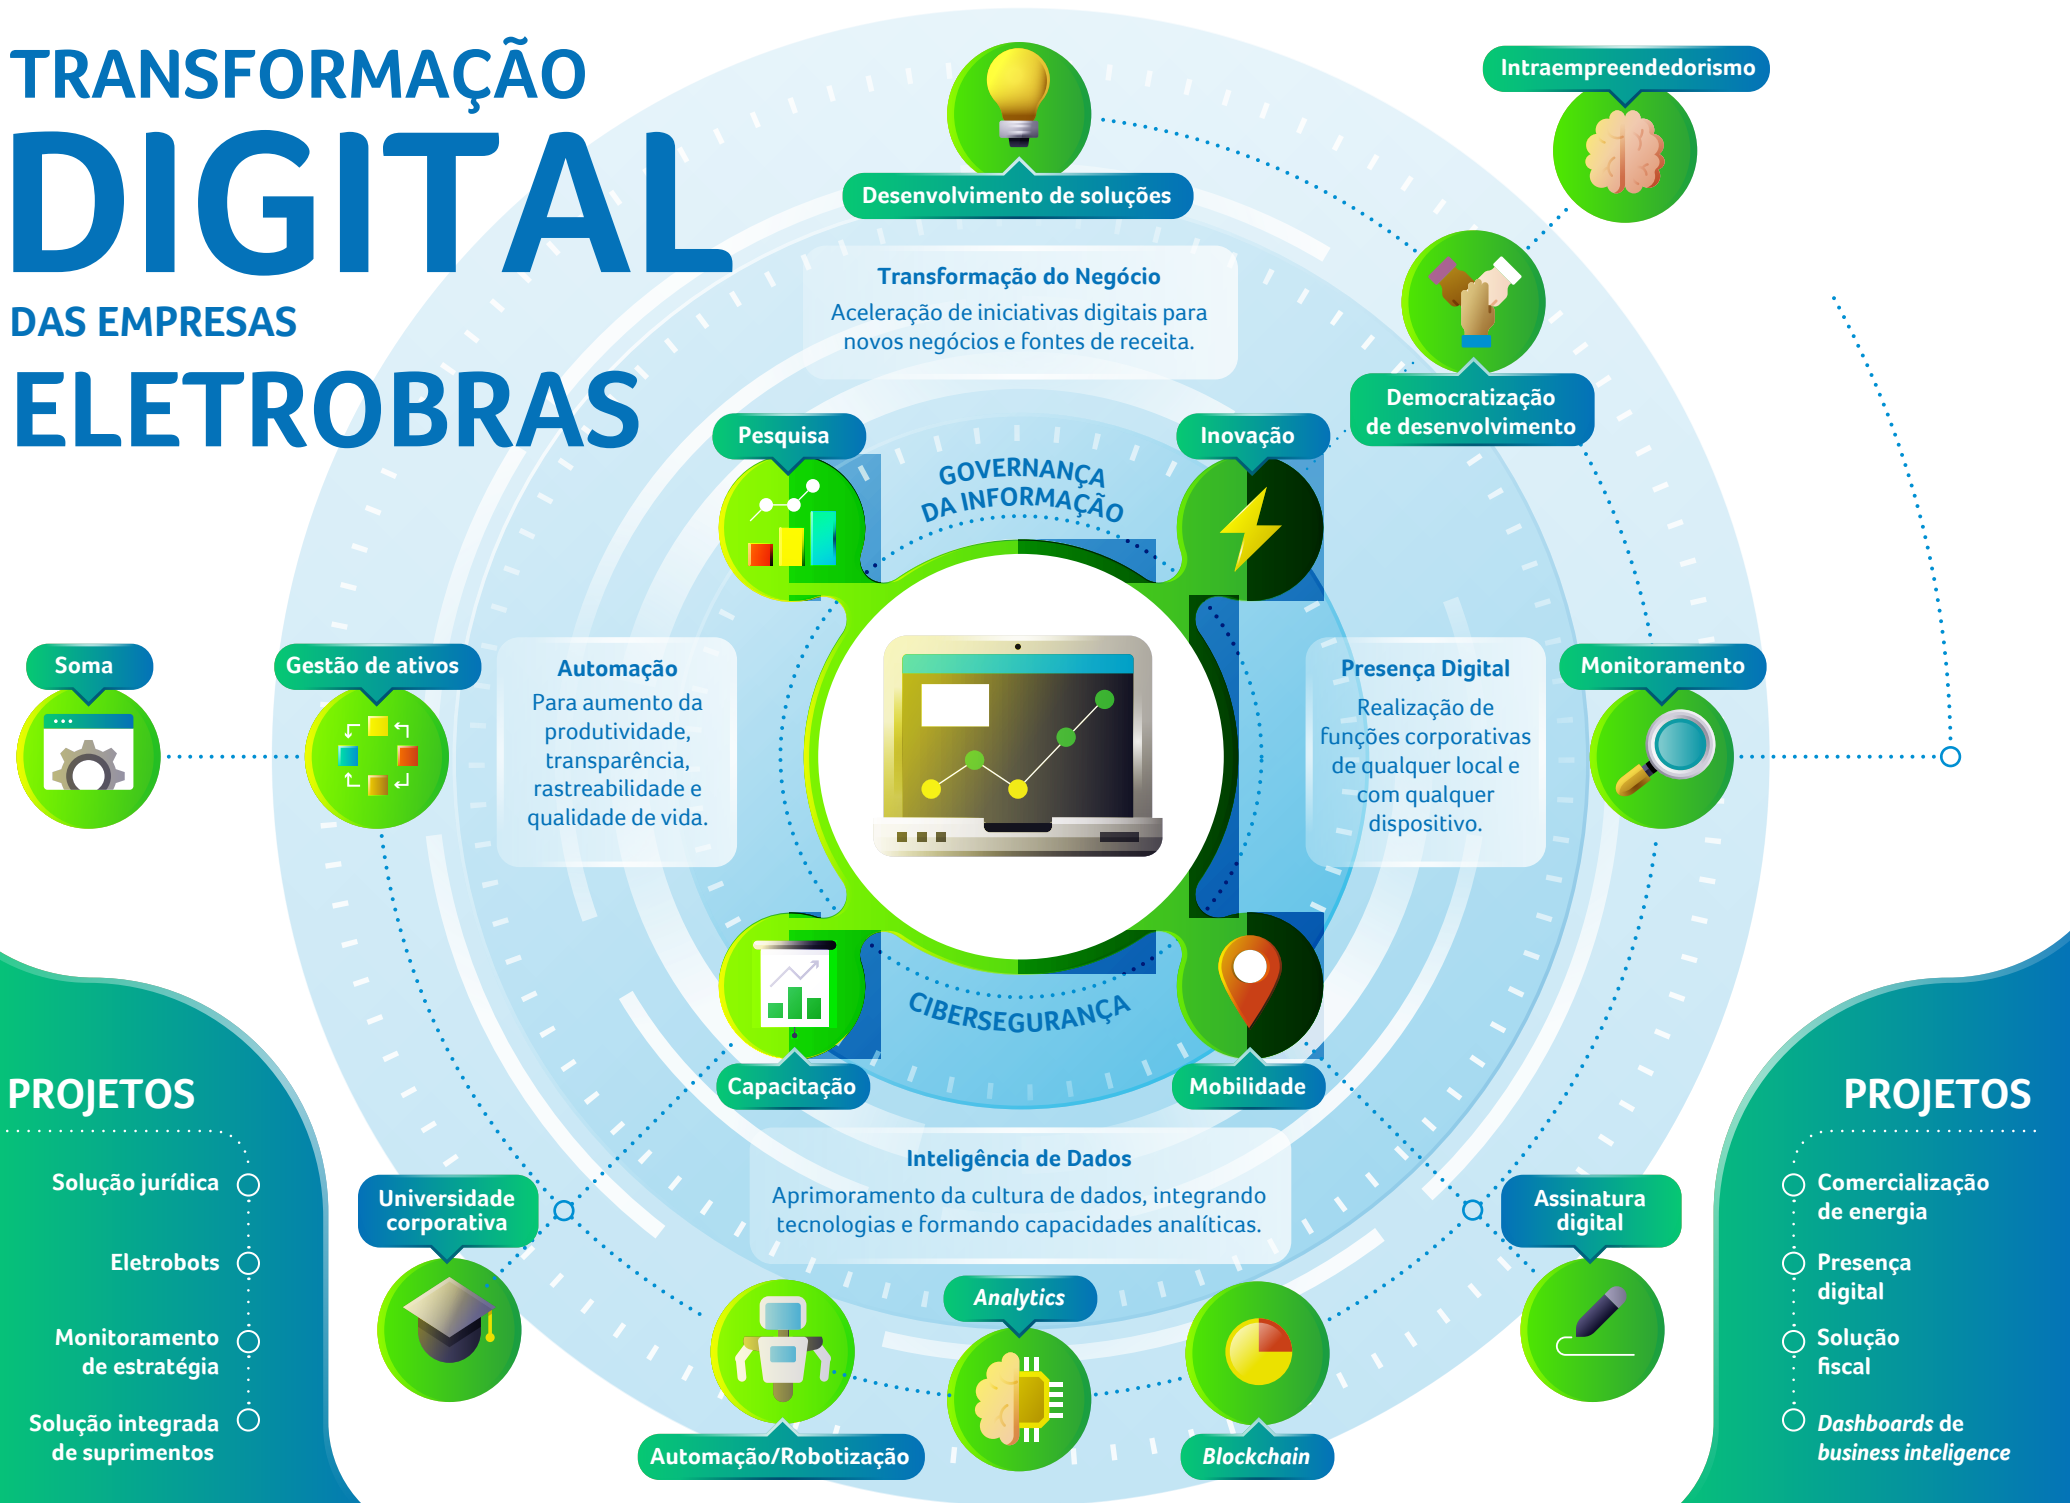 TRANSFORMAÇÃO
DIGITAL
DAS EMPRESAS
ELETROBRAS
Intraempreendedorismo
Desenvolvimento de soluções
Transformação do Negócio
Aceleração de iniciativas digitais para
novos negócios e fontes de receita.
Democratização
de desenvolvimento
Pesquisa
Inovação
GOVERNANÇA
DA INFORMAÇÃO
Soma
Gestão de ativos
Automação
Para aumento da
produtividade,
transparência,
rastreabilidade e
qualidade de vida.
Presença Digital
Realização de
funções corporativas
de qualquer local e
com qualquer
dispositivo.
Monitoramento
CIBERSEGURANÇA
Capacitação
Mobilidade
Inteligência de Dados
Aprimoramento da cultura de dados, integrando
tecnologias e formando capacidades analíticas.
Universidade
corporativa
Assinatura
digital
Analytics
Automação/Robotização
Blockchain
PROJETOS
Solução jurídica
Eletrobots
Monitoramento
de estratégia
Solução integrada
de suprimentos
PROJETOS
Comercialização
de energia
Presença
digital
Solução
fiscal
Dashboards de
business inteligence